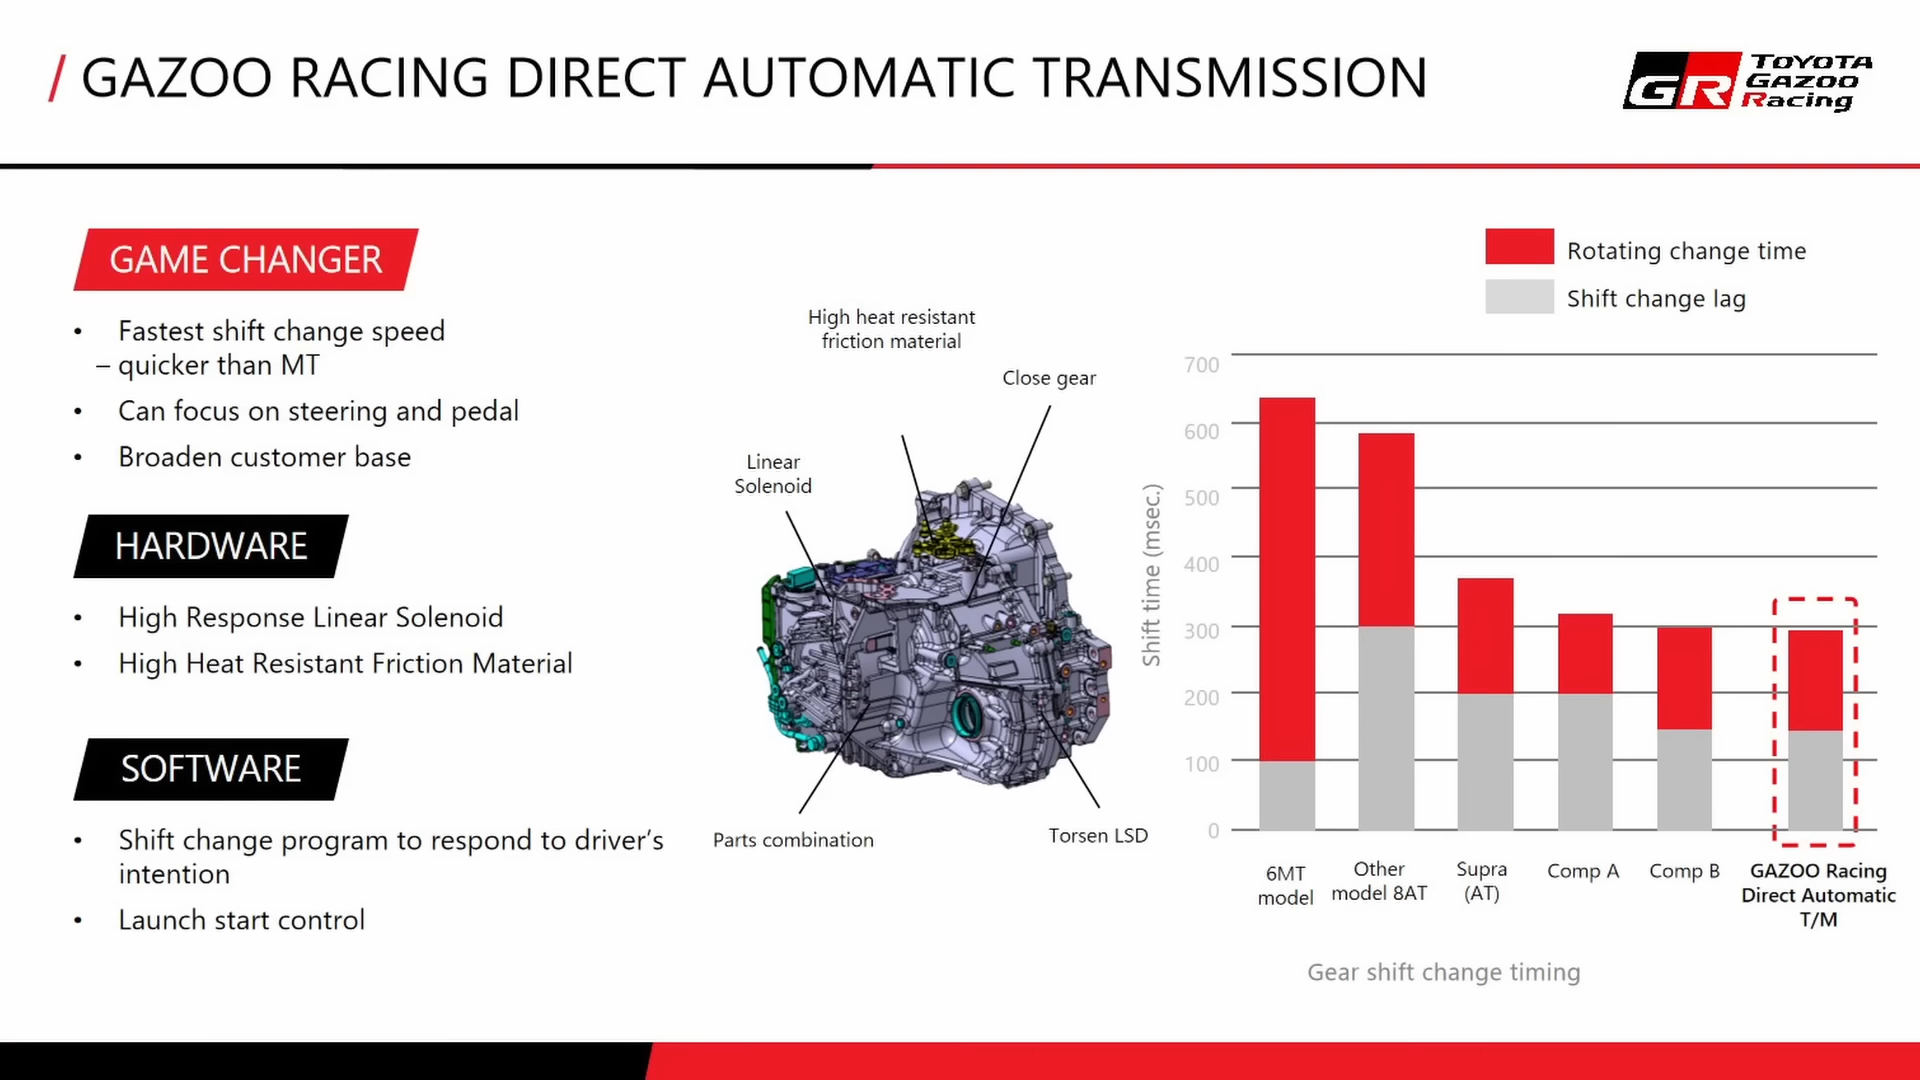 / GAZOO RACING DIRECT AUTOMATIC TRANSMISSION
GR
TOYOTA
GAZOO
Racing
GAME CHANGER
• Fastest shift change speed
– quicker than MT
• Can focus on steering and pedal
• Broaden customer base
HARDWARE
• High Response Linear Solenoid
• High Heat Resistant Friction Material
SOFTWARE
• Shift change program to respond to driver’s
intention
• Launch start control
High heat resistant
friction material
Close gear
Linear
Solenoid
Parts combination
Torsen LSD
Rotating change time
Shift change lag
Shift time (msec.)
700
600
500
400
300
200
100
0
6MT
model
Other
model 8AT
Supra
(AT)
Comp A
Comp B
GAZOO Racing
Direct Automatic
T/M
Gear shift change timing